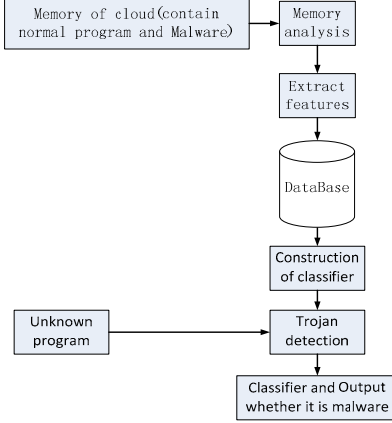 Memory of cloud(contain
normal program and Malware)
Memory
analysis
Extract
features
DataBase
Construction
of classifier
Unknown
program
Trojan
detection
Classifier and Output
whether it is malware